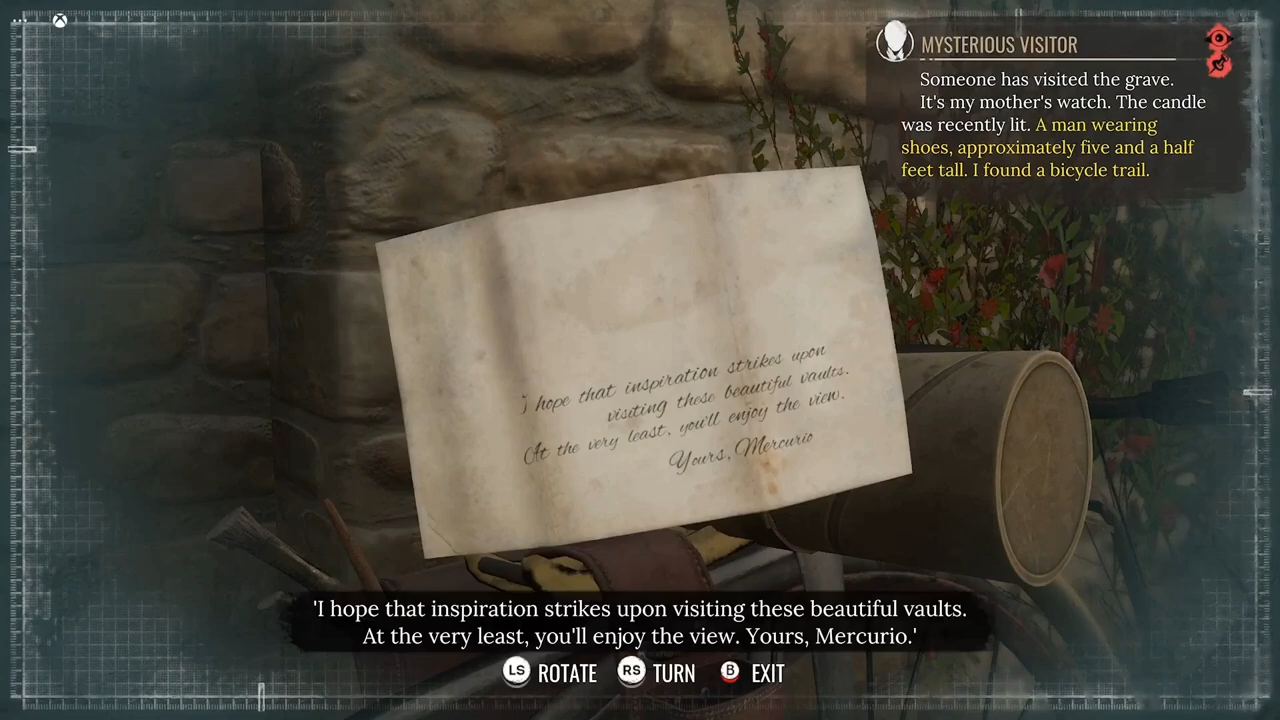 MYSTERIOUS VISITOR
Someone has visited the grave.
It's my mother's watch. The candle
was recently lit. A man wearing
shoes, approximately five and a half
feet tall. I found a bicycle trail.
I hope that inspiration strikes upon
visiting these beautiful vaults.
At the very least, you'll enjoy the view.
Yours, Mercurio
'I hope that inspiration strikes upon visiting these beautiful vaults.
At the very least, you'll enjoy the view. Yours, Mercurio.'
LS ROTATE RS TURN B EXIT